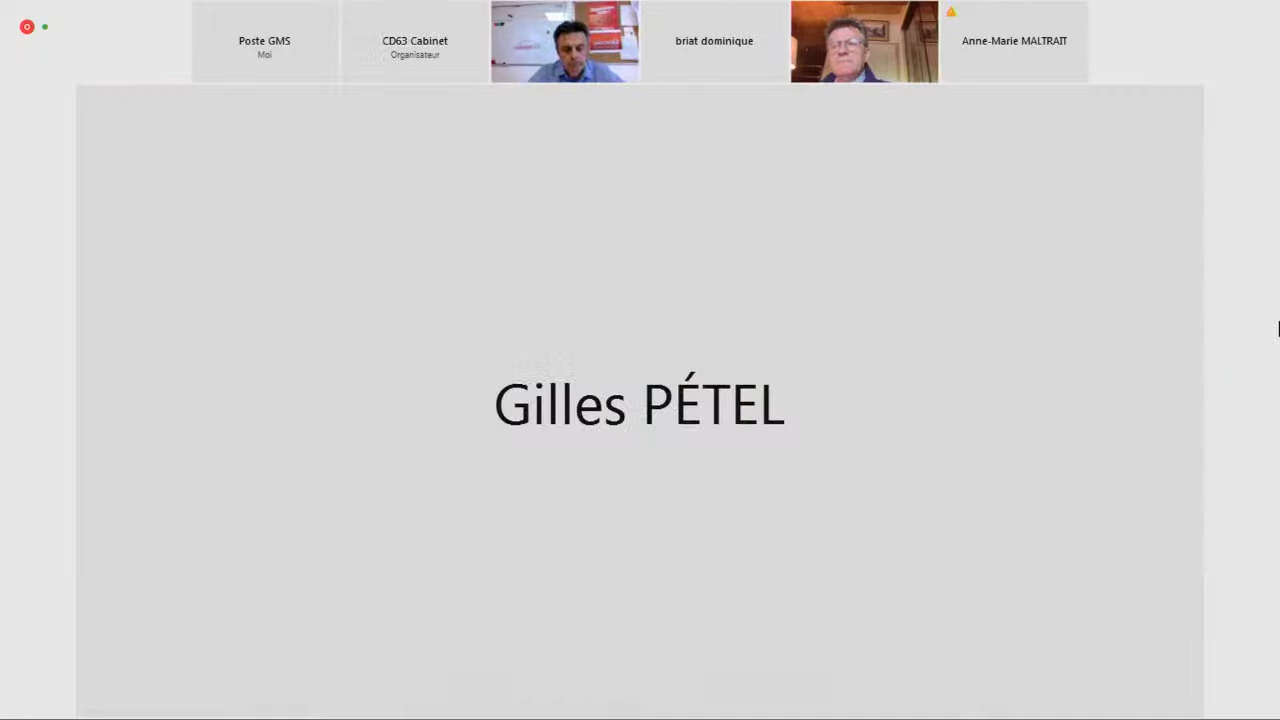 Poste GMS
Moi
CD63 Cabinet
Organisateur
briat dominique
Anne-Marie MALTRAIT
Gilles PÉTEL